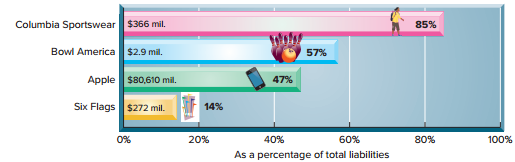 Columbia Sportswear $366 mil. 85%
Bowl America $2.9 mil. 57%
Apple $80,610 mil. 47%
Six Flags $272 mil. 14%
0% 20% 40% 60% 80% 100%
As a percentage of total liabilities